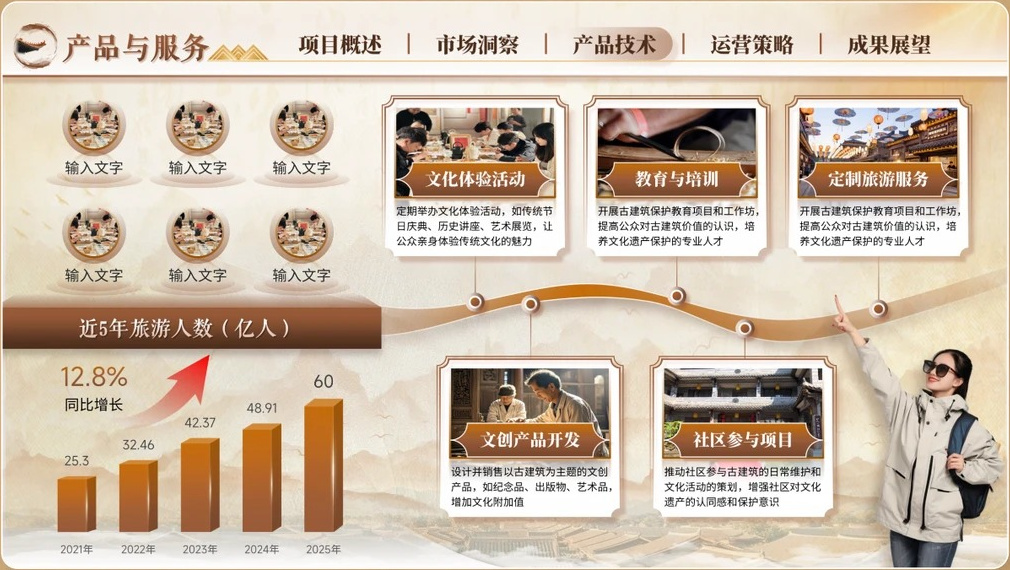 产品与服务
项目概述
市场洞察
产品技术
运营策略
成果展望
输入文字
输入文字
输入文字
输入文字
输入文字
输入文字
近5年旅游人数（亿人）
12.8%
同比增长
25.3
32.46
42.37
48.91
60
2021年
2022年
2023年
2024年
2025年
文化体验活动
定期举办文化体验活动，如传统节
日庆典、历史讲座、艺术展览，让
公众亲身体验传统文化的魅力
教育与培训
开展古建筑保护教育项目和工作坊，
提高公众对古建筑价值的认识，培
养文化遗产保护的专业人才
定制旅游服务
开展古建筑保护教育项目和工作坊，
提高公众对古建筑价值的认识，培
养文化遗产保护的专业人才
文创产品开发
设计并销售以古建筑为主题的文创
产品，如纪念品、出版物、艺术品，
增加文化附加值
社区参与项目
推动社区参与古建筑的日常维护和
文化活动的策划，增强社区对文化
遗产的认同感和保护意识